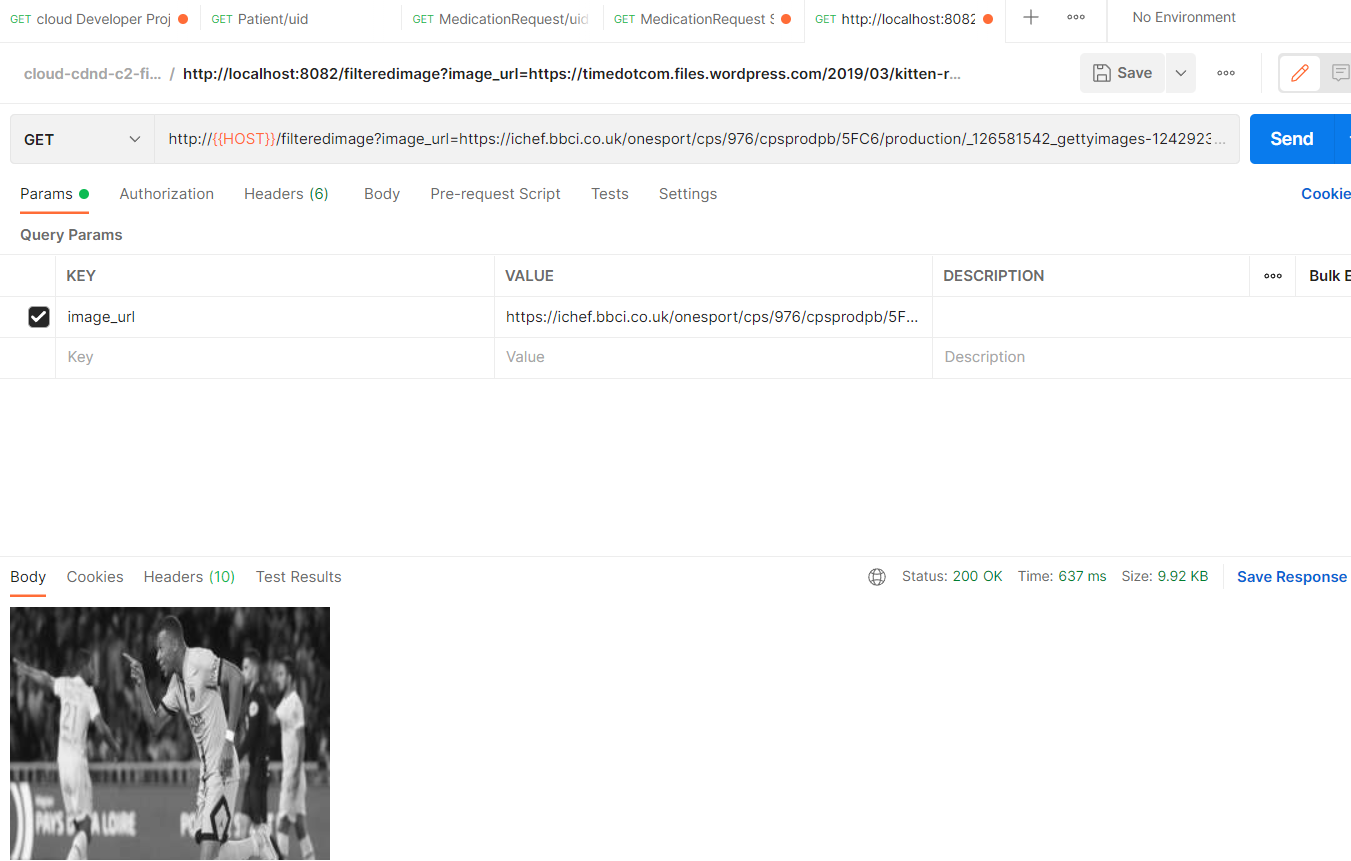 GET cloud Developer Proj GET Patient/uid GET MedicationRequest/uid GET MedicationRequest S GET http://localhost:8082 No Environment
cloud-cdnd-c2-fi... / http://localhost:8082/filteredimage?image_url=https://timedotcom.files.wordpress.com/2019/03/kitten-r... Save
GET http://{{HOST}}/filteredimage?image_url=https://ichef.bbci.co.uk/onesport/cps/976/cpsprodpb/5FC6/production/_126581542_gettyimages-1242923... Send
Params Authorization Headers (6) Body Pre-request Script Tests Settings Cookie
Query Params
KEY VALUE DESCRIPTION Bulk E
image_url https://ichef.bbci.co.uk/onesport/cps/976/cpsprodpb/5F...
Key Value Description
Body Cookies Headers (10) Test Results Status: 200 OK Time: 637 ms Size: 9.92 KB Save Response
21
PAYS LOIRE